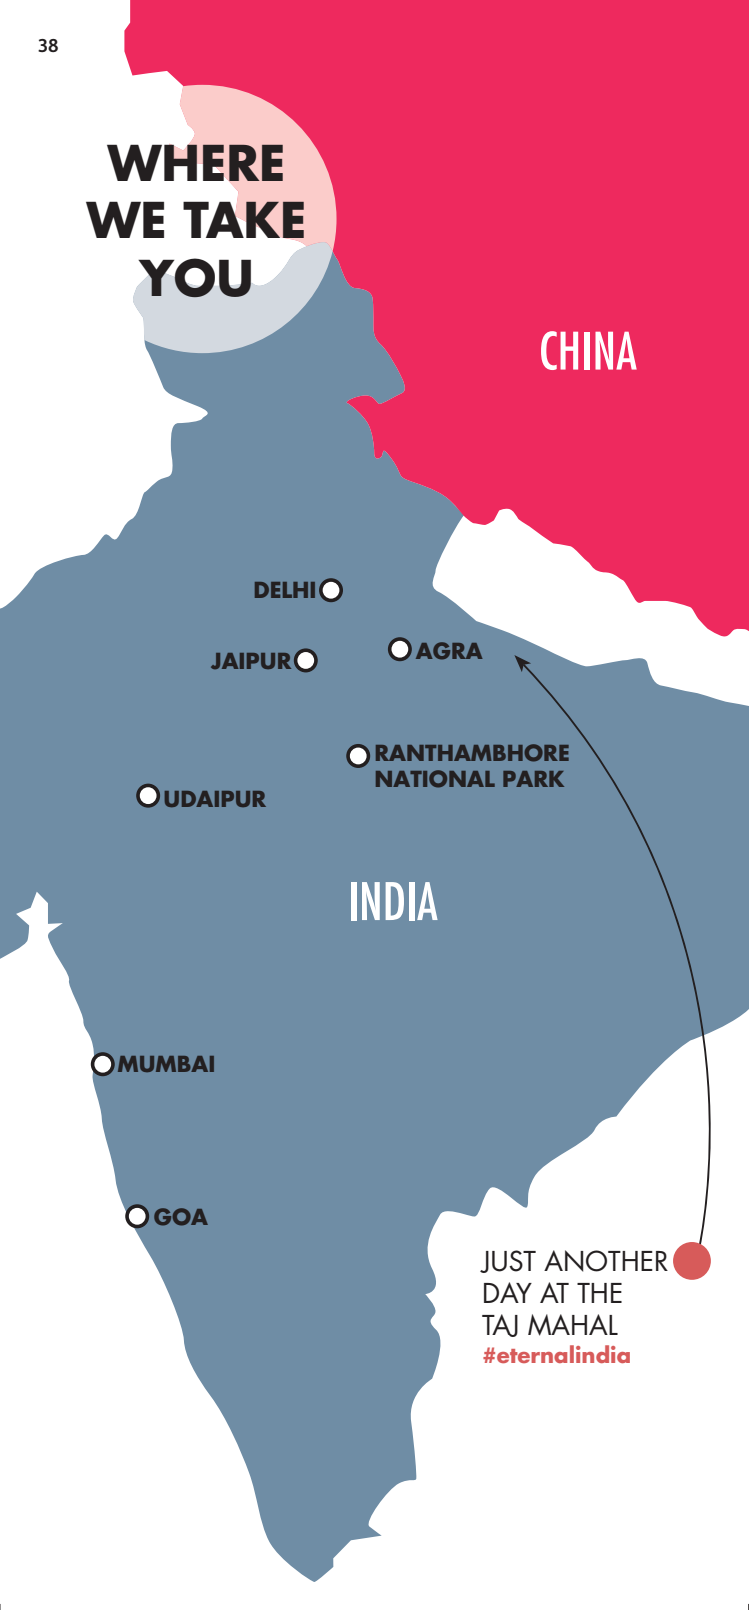 38
WHERE
WE TAKE
YOU
CHINA
DELHI
JAIPUR
AGRA
RANTHAMBHORE
NATIONAL PARK
UDAIPUR
INDIA
MUMBAI
GOA
JUST ANOTHER
DAY AT THE
TAJ MAHAL
#eternalindia